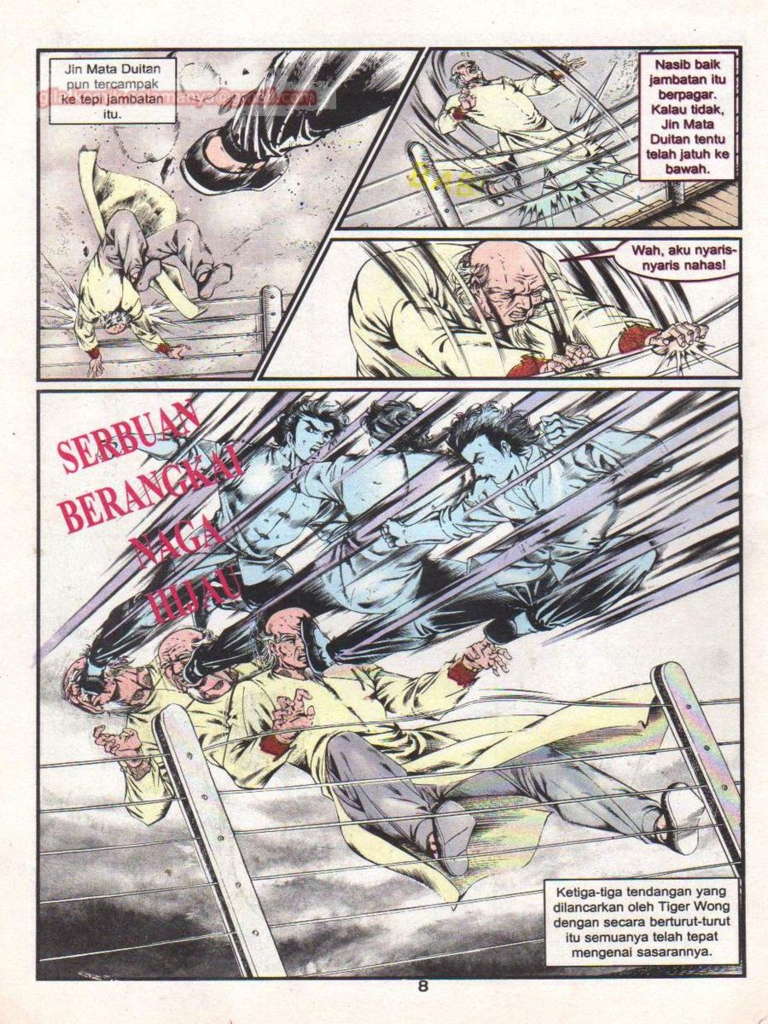 Jin Mata Duitan
pun tercampak
ke tepi jambatan
itu.
Nasib baik
jambatan itu
berpagar.
Kalau tidak,
Jin Mata
Duitan tentu
telah jatuh ke
bawah.
Wah, aku nyaris-
nyaris nahas!
SERBUAN
BERANGKAI
NAGA
HIJAU
Ketiga-tiga tendangan yang
dilancarkan oleh Tiger Wong
dengan secara berturut-turut
itu semuanya telah tepat
mengenai sasarannya.
8